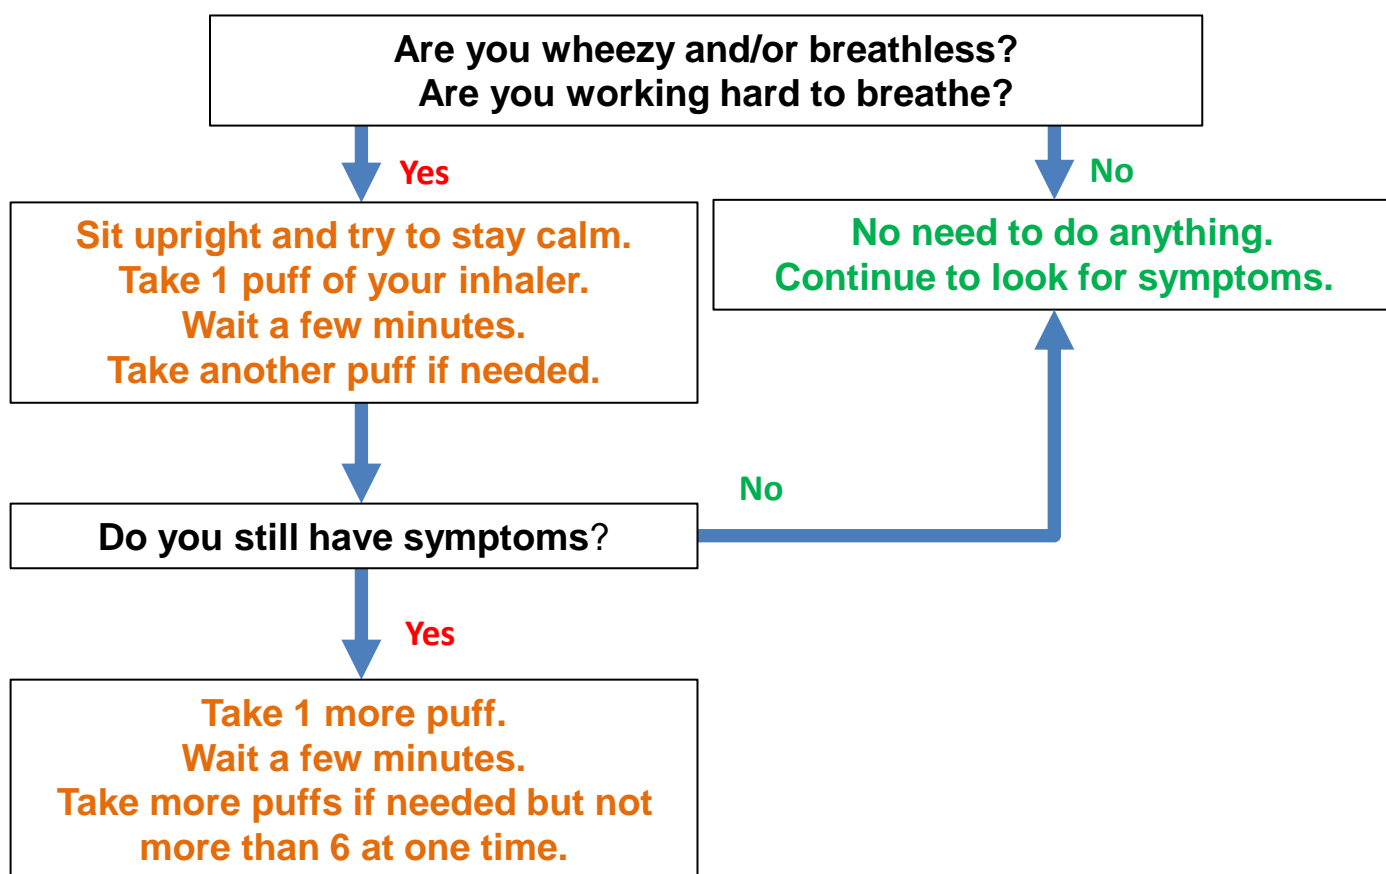 Are you wheezy and/or breathless?
Are you working hard to breathe?
Yes
No
Sit upright and try to stay calm.
Take 1 puff of your inhaler.
Wait a few minutes.
Take another puff if needed.
No need to do anything.
Continue to look for symptoms.
No
Do you still have symptoms?
Yes
Take 1 more puff.
Wait a few minutes.
Take more puffs if needed but not
more than 6 at one time.